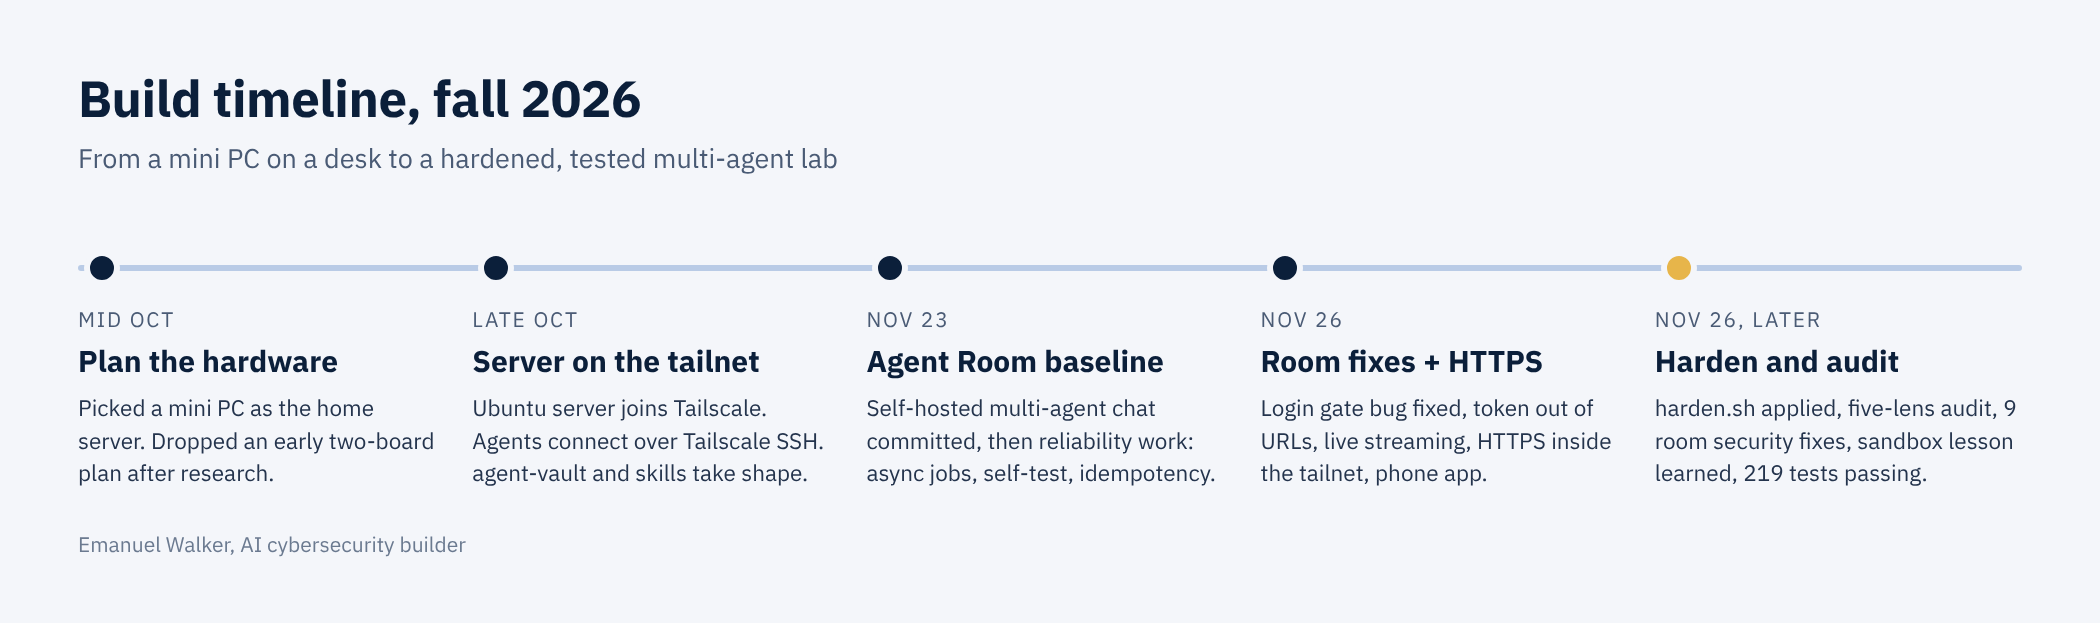 Build timeline, fall 2026
From a mini PC on a desk to a hardened, tested multi-agent lab
MID OCT
Plan the hardware
Picked a mini PC as the home
server. Dropped an early two-board
plan after research.
LATE OCT
Server on the tailnet
Ubuntu server joins Tailscale.
Agents connect over Tailscale SSH.
agent-vault and skills take shape.
NOV 23
Agent Room baseline
Self-hosted multi-agent chat
committed, then reliability work:
async jobs, self-test, idempotency.
NOV 26
Room fixes + HTTPS
Login gate bug fixed, token out of
URLs, live streaming, HTTPS inside
the tailnet, phone app.
NOV 26, LATER
Harden and audit
harden.sh applied, five-lens audit, 9
room security fixes, sandbox lesson
learned, 219 tests passing.
Emanuel Walker, AI cybersecurity builder